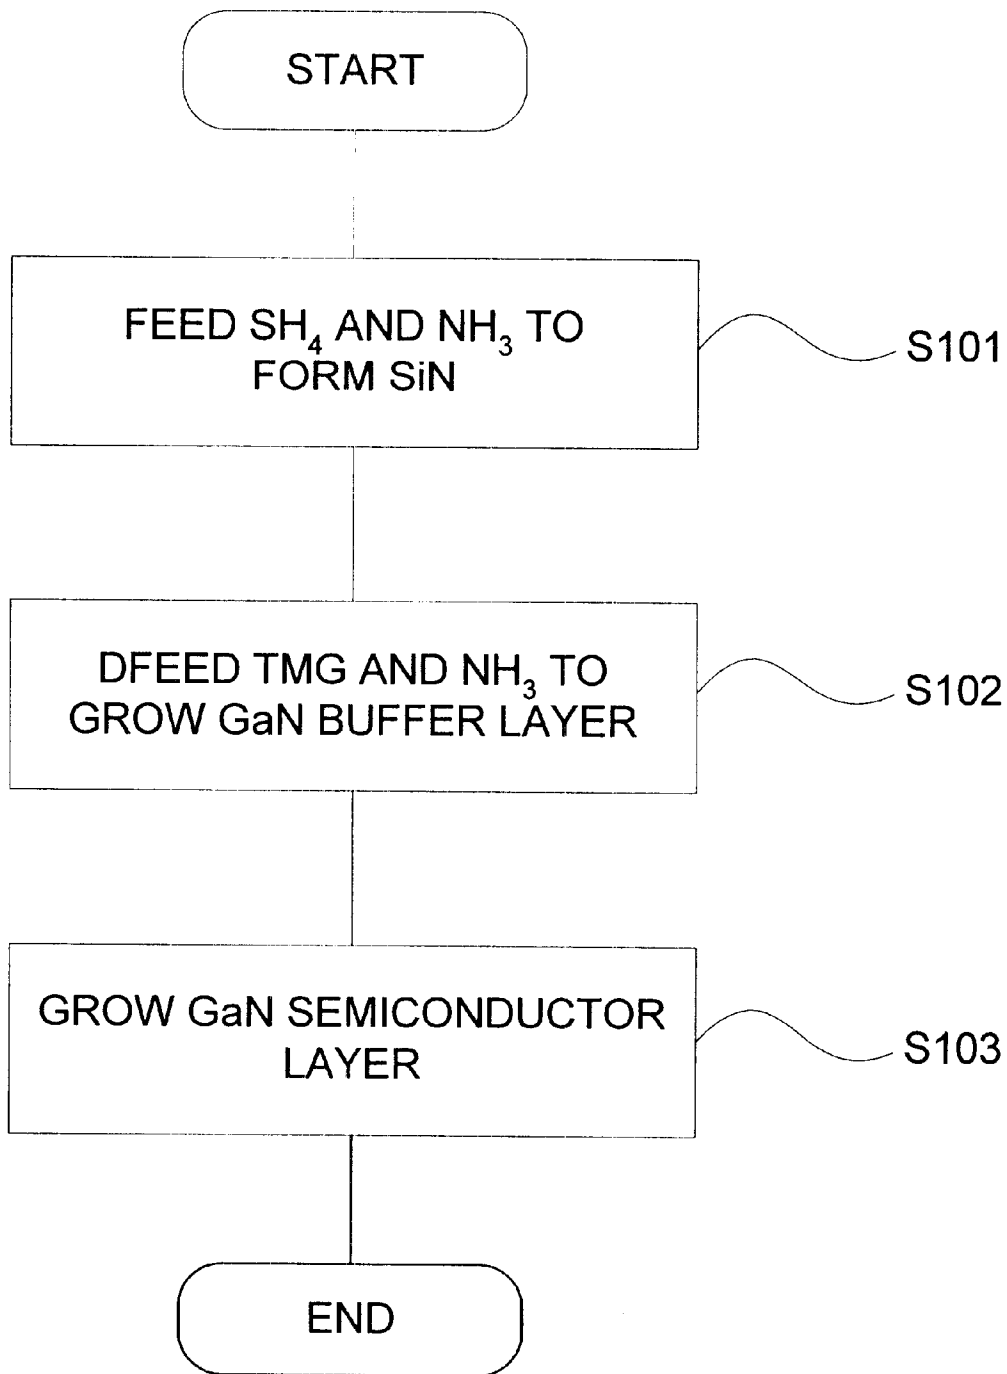 START
FEED SH₄ AND NH₃ TO
FORM SiN
S101
DFEED TMG AND NH₃ TO
GROW GaN BUFFER LAYER
S102
GROW GaN SEMICONDUCTOR
LAYER
S103
END